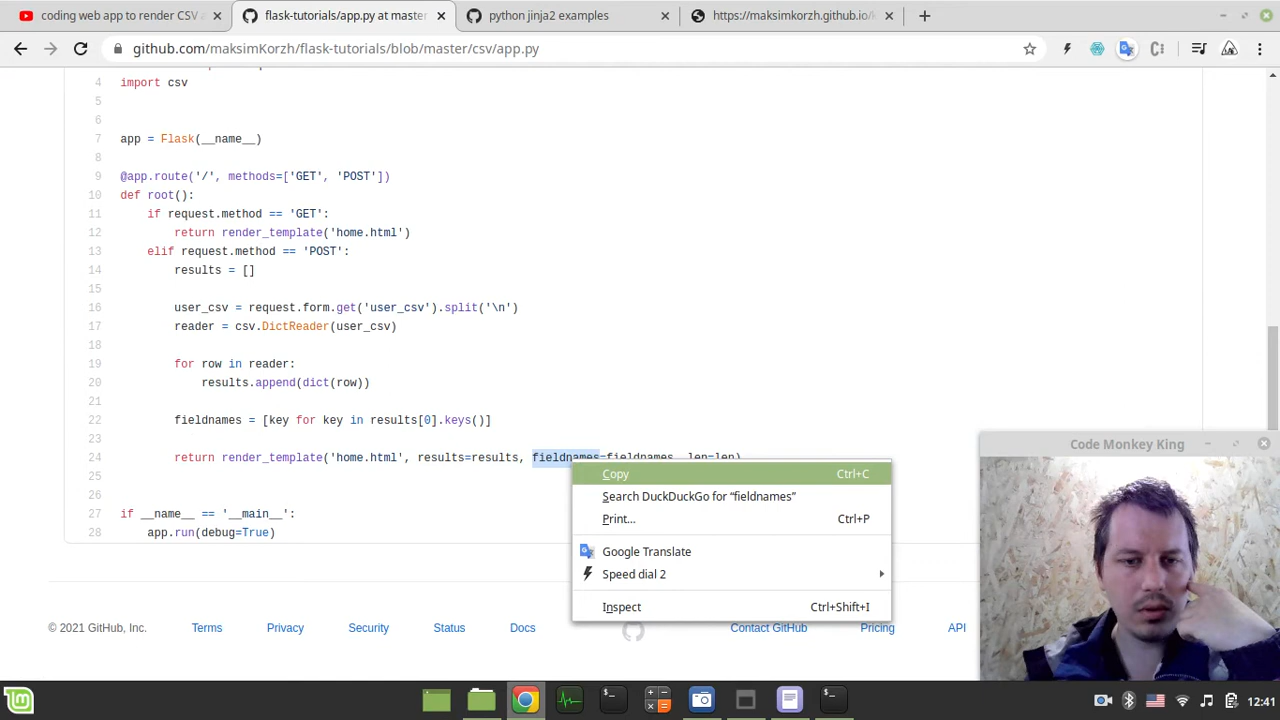 coding web app to render CSV a
flask-tutorials/app.py at master
python jinja2 examples
https://maksimkorzh.github.io/k
github.com/maksimKorzh/flask-tutorials/blob/master/csv/app.py
4 import csv
5
6
7 app = Flask(__name__)
8
9 @app.route('/', methods=['GET', 'POST'])
10 def root():
11 if request.method == 'GET':
12 return render_template('home.html')
13 elif request.method == 'POST':
14 results = []
15
16 user_csv = request.form.get('user_csv').split('\n')
17 reader = csv.DictReader(user_csv)
18
19 for row in reader:
20 results.append(dict(row))
21
22 fieldnames = [key for key in results[0].keys()]
23
24 return render_template('home.html', results=results, fieldnames=fieldnames, len=len)
25
26
27 if __name__ == '__main__':
28 app.run(debug=True)
Copy Ctrl+C
Search DuckDuckGo for “fieldnames”
Print... Ctrl+P
Google Translate
Speed dial 2
Inspect Ctrl+Shift+I
Code Monkey King
© 2021 GitHub, Inc. Terms Privacy Security Status Docs Contact GitHub Pricing API
12:41